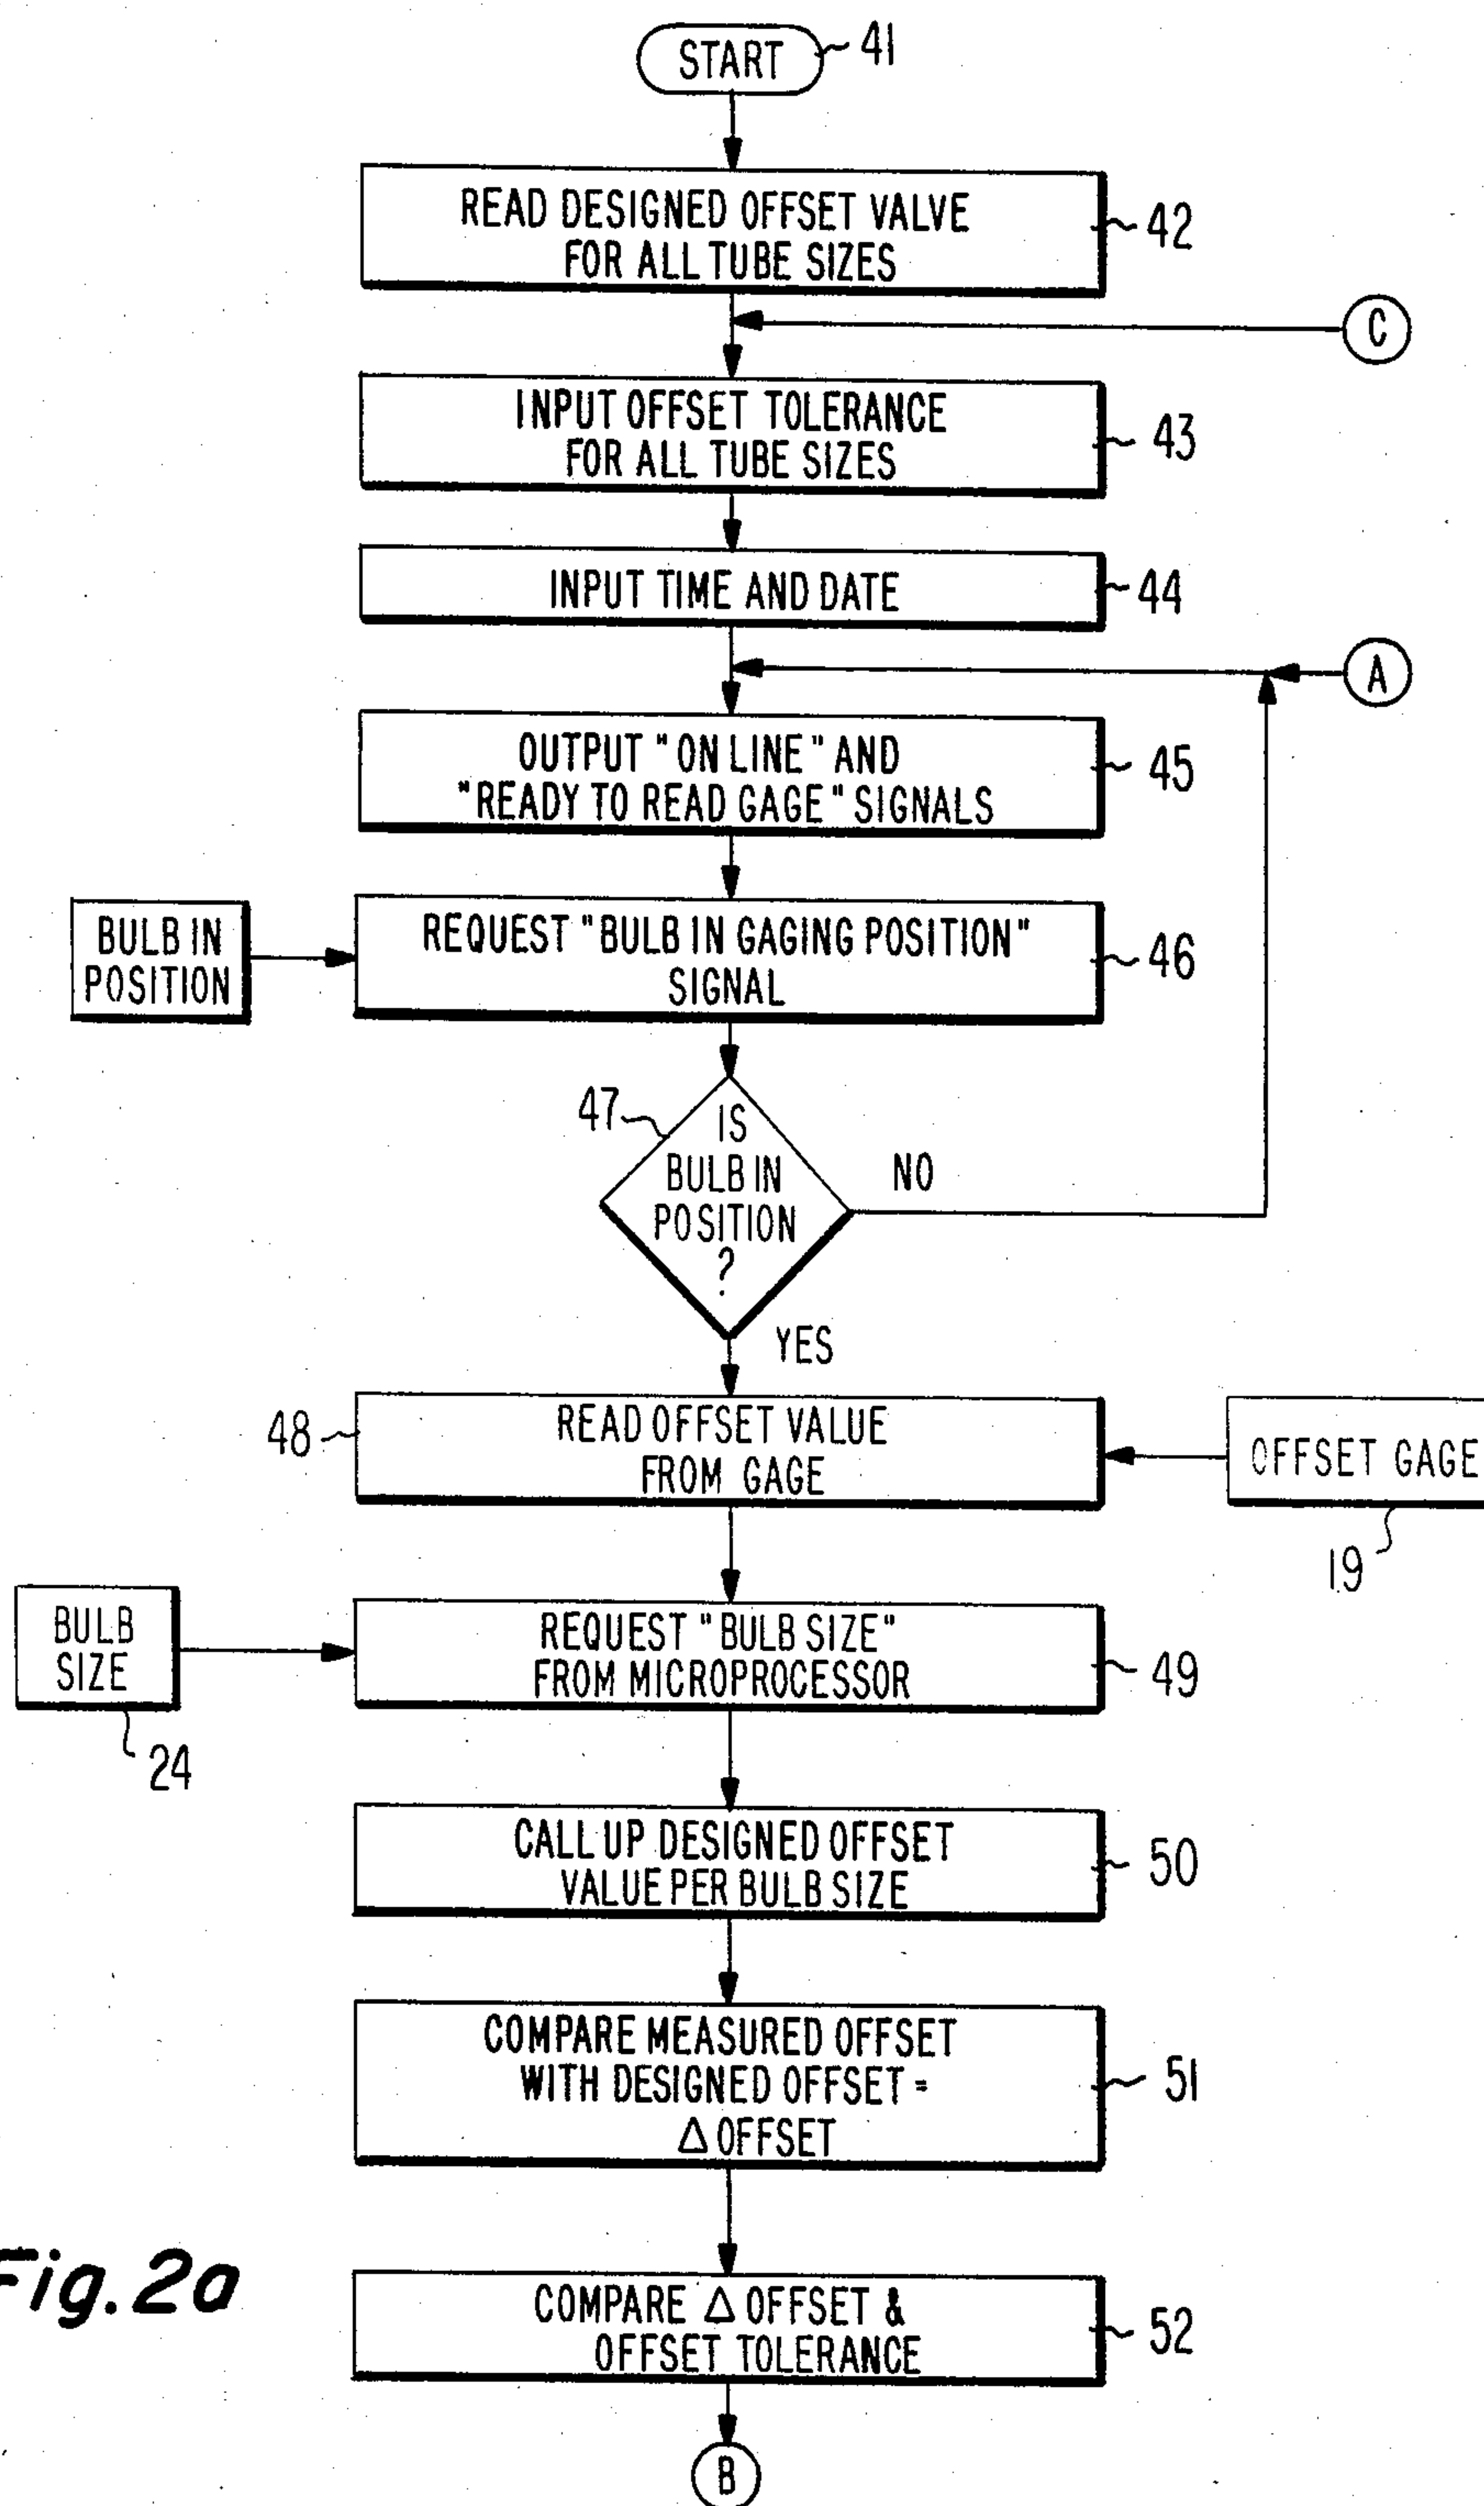 START 41
READ DESIGNED OFFSET VALVE
FOR ALL TUBE SIZES
42
C
INPUT OFFSET TOLERANCE
FOR ALL TUBE SIZES
43
INPUT TIME AND DATE
44
A
OUTPUT "ON LINE" AND
"READY TO READ GAGE" SIGNALS
45
BULB IN
POSITION
REQUEST "BULB IN GAGING POSITION"
SIGNAL
46
47
IS
BULB IN
POSITION
?
NO
YES
48
READ OFFSET VALUE
FROM GAGE
OFFSET GAGE
19
BULB
SIZE
24
REQUEST "BULB SIZE"
FROM MICROPROCESSOR
49
CALL UP DESIGNED OFFSET
VALUE PER BULB SIZE
50
COMPARE MEASURED OFFSET
WITH DESIGNED OFFSET =
Δ OFFSET
51
COMPARE Δ OFFSET &
OFFSET TOLERANCE
52
B
Fig. 2a